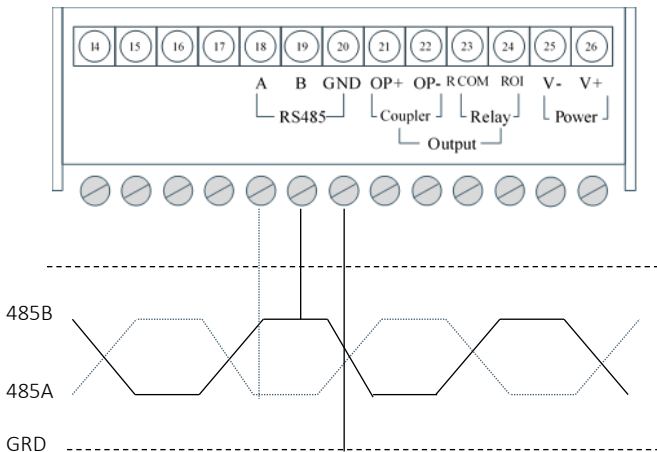 14 15 16 17 18 19 20 21 22 23 24 25 26
A B GND OP+ OP- RCOM ROI V- V+
RS485 Coupler Relay Power
Output
485B
485A
GRD